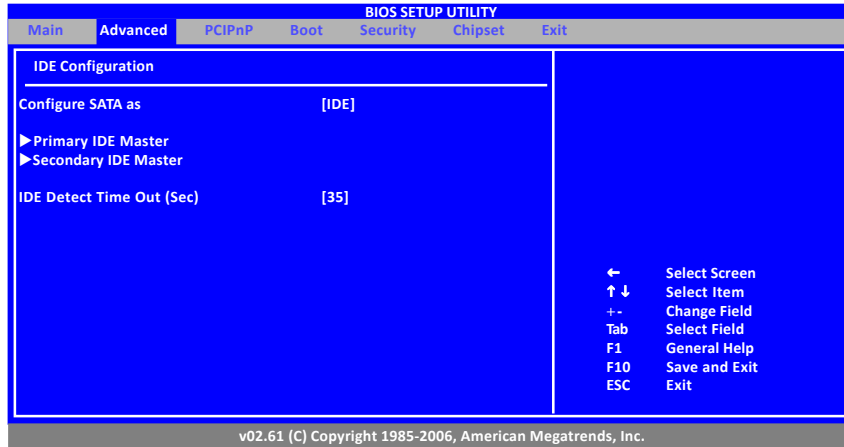 BIOS SETUP UTILITY
Main Advanced PCIPnP Boot Security Chipset Exit
IDE Configuration
Configure SATA as [IDE]
▶Primary IDE Master
▶Secondary IDE Master
IDE Detect Time Out (Sec) [35]
← Select Screen
↑↓ Select Item
+- Change Field
Tab Select Field
F1 General Help
F10 Save and Exit
ESC Exit
v02.61 (C) Copyright 1985-2006, American Megatrends, Inc.